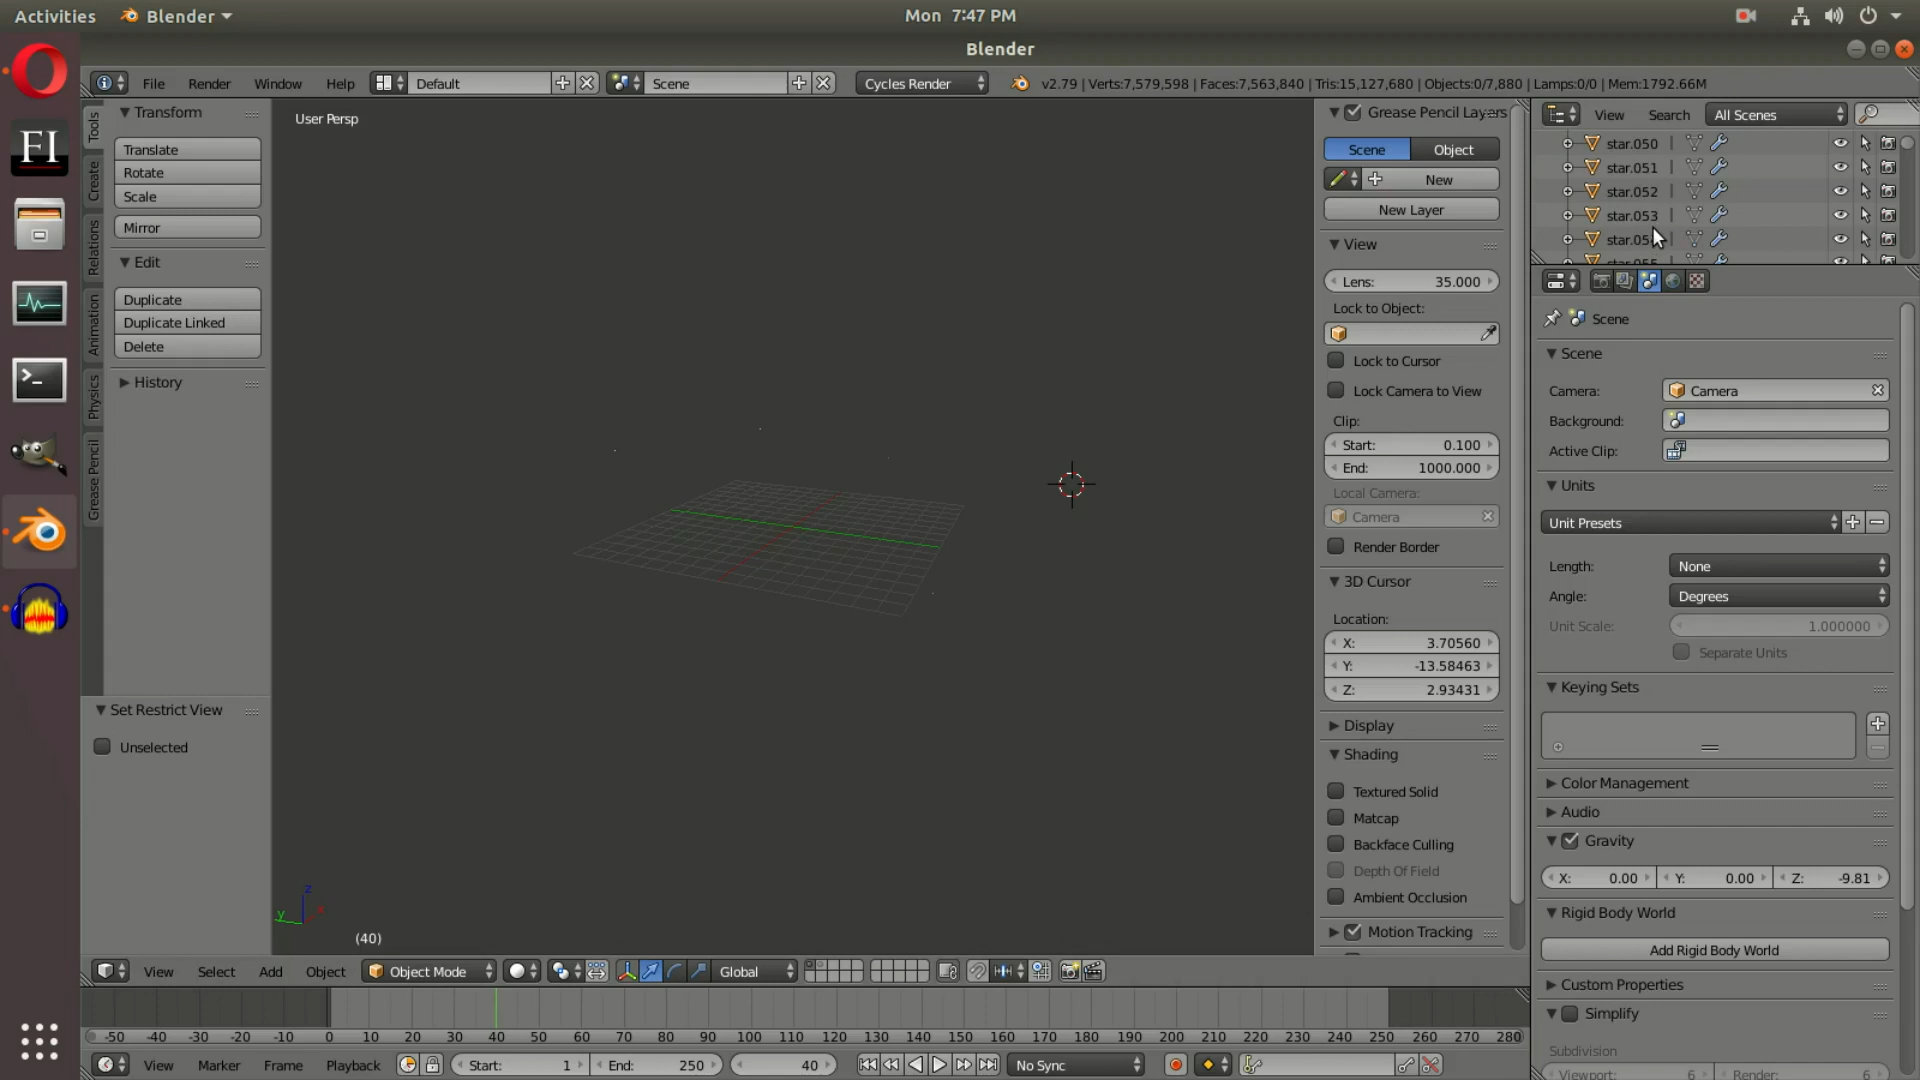 Activities
Blender
Mon 7:47 PM
Blender
File
Render
Window
Help
Default
Scene
Cycles Render
v2.79 | Verts:7,579,598 | Faces:7,563,840 | Tris:15,127,680 | Objects:0/7,880 | Lamps:0/0 | Mem:1792.66M
FI
Tools
Create
Relations
Animation
Physics
Grease Pencil
Transform
Translate
Rotate
Scale
Mirror
Edit
Duplicate
Duplicate Linked
Delete
History
Set Restrict View
Unselected
User Persp
z
y
(40)
Grease Pencil Layers
Scene
Object
New
New Layer
View
Lens: 35.000
Lock to Object:
Lock to Cursor
Lock Camera to View
Clip:
Start: 0.100
End: 1000.000
Local Camera:
Camera
Render Border
3D Cursor
Location:
X: 3.70560
Y: -13.58463
Z: 2.93431
Display
Shading
Textured Solid
Matcap
Backface Culling
Depth Of Field
Ambient Occlusion
Motion Tracking
View
Search
All Scenes
star.050
star.051
star.052
star.053
Scene
Scene
Camera: Camera
Background:
Active Clip:
Units
Unit Presets
Length: None
Angle: Degrees
Unit Scale: 1.000000
Separate Units
Keying Sets
Color Management
Audio
Gravity
X: 0.00
Y: 0.00
Z: -9.81
Rigid Body World
Add Rigid Body World
Custom Properties
Simplify
Subdivision
Viewport: 6
Render: 6
View
Select
Add
Object
Object Mode
Global
-50 -40 -30 -20 -10 0 10 20 30 40 50 60 70 80 90 100 110 120 130 140 150 160 170 180 190 200 210 220 230 240 250 260 270 280
View
Marker
Frame
Playback
Start: 1
End: 250
40
No Sync